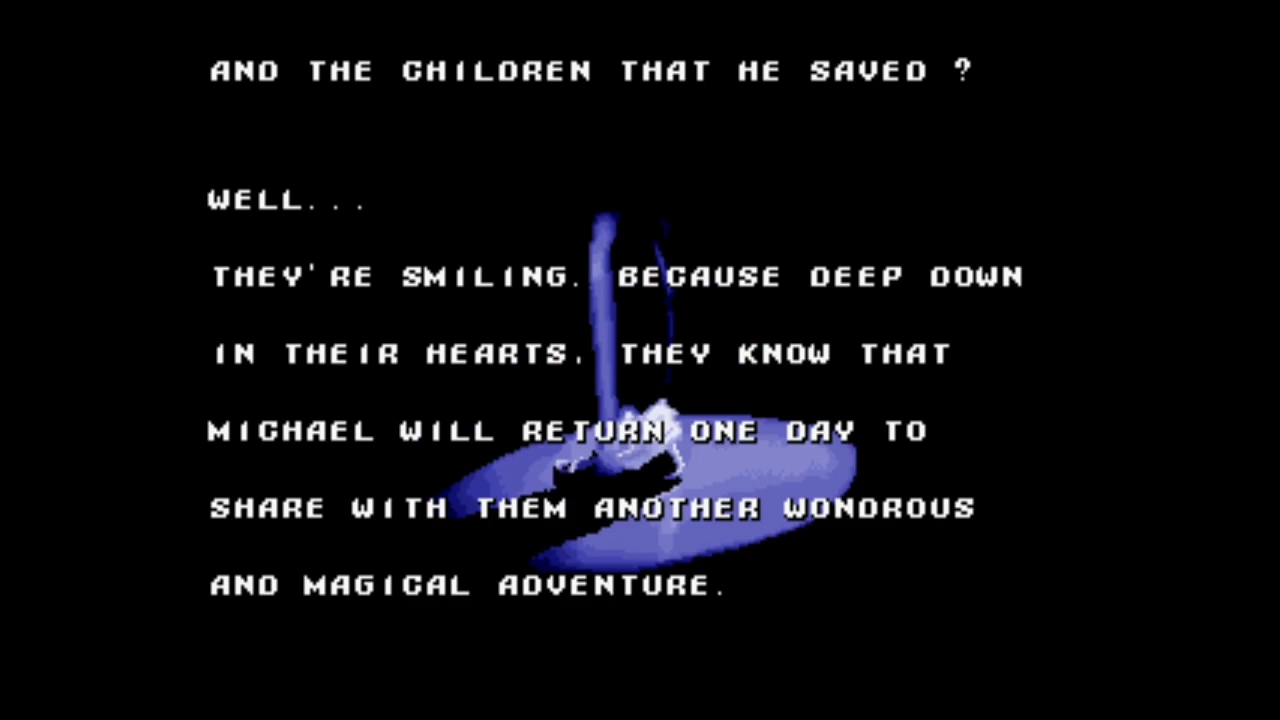 AND THE CHILDREN THAT HE SAVED ?
WELL...
THEY'RE SMILING. BECAUSE DEEP DOWN
IN THEIR HEARTS. THEY KNOW THAT
MICHAEL WILL RETURN ONE DAY TO
SHARE WITH THEM ANOTHER WONDROUS
AND MAGICAL ADVENTURE.